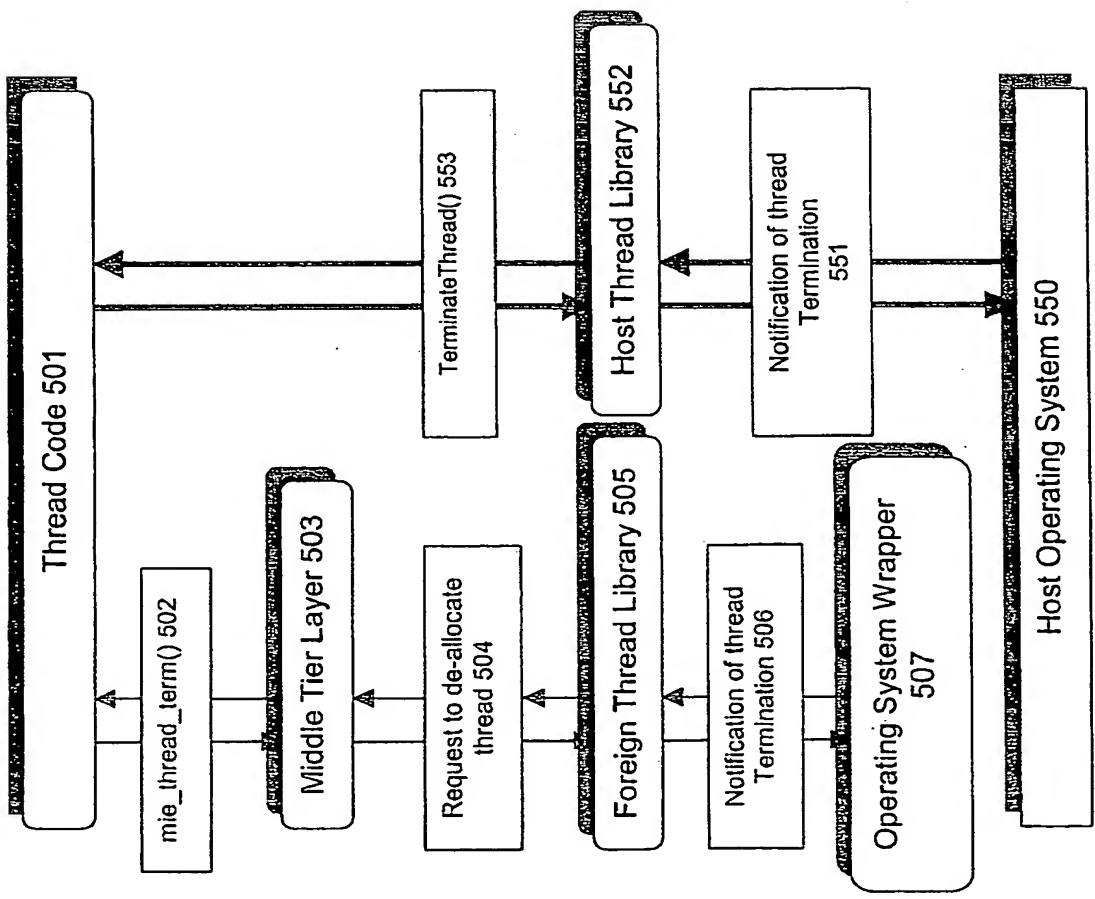 Thread Code 501
mie_thread_term() 502
Middle Tier Layer 503
Request to de-allocate
thread 504
Foreign Thread Library 505
Notification of thread
TermInation 506
Operating System Wrapper
507
TerminateThread() 553
Host Thread Library 552
Notification of thread
TermInation
551
Host Operating System 550